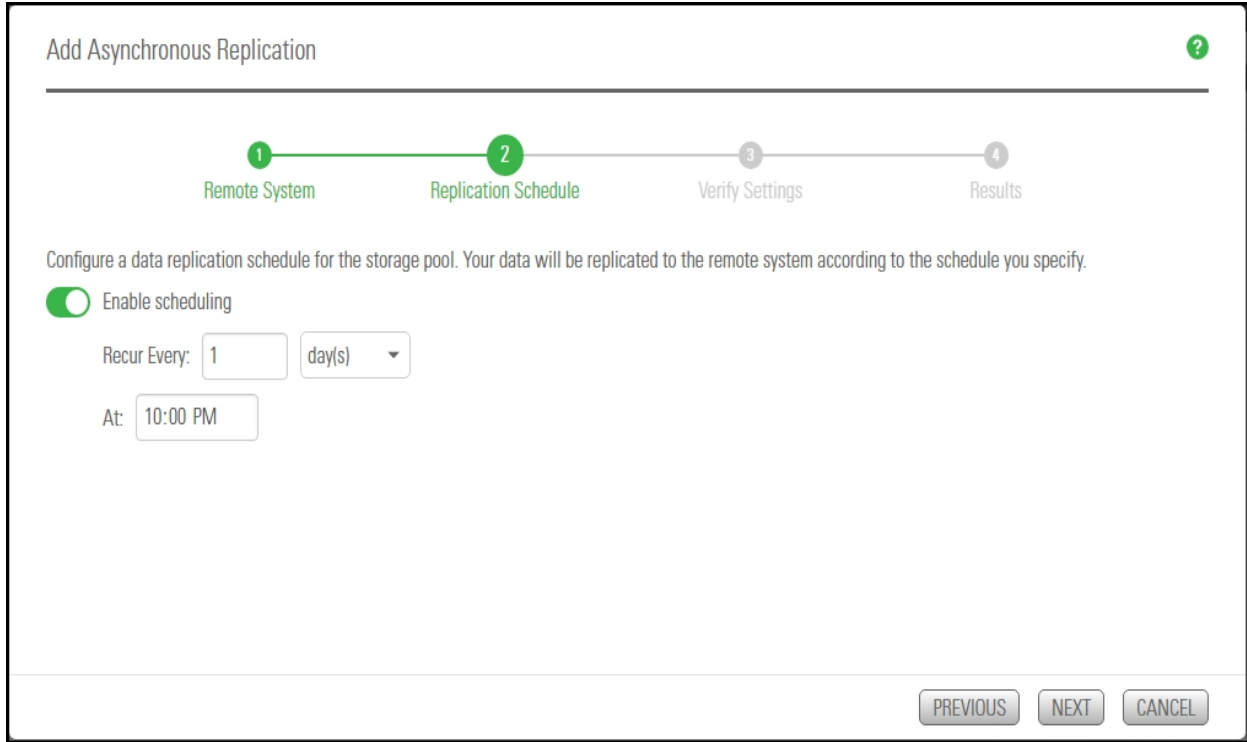 Add Asynchronous Replication
?
1
2
3
4
Remote System
Replication Schedule
Verify Settings
Results
Configure a data replication schedule for the storage pool. Your data will be replicated to the remote system according to the schedule you specify.
Enable scheduling
Recur Every: 1 day(s)
At: 10:00 PM
PREVIOUS NEXT CANCEL